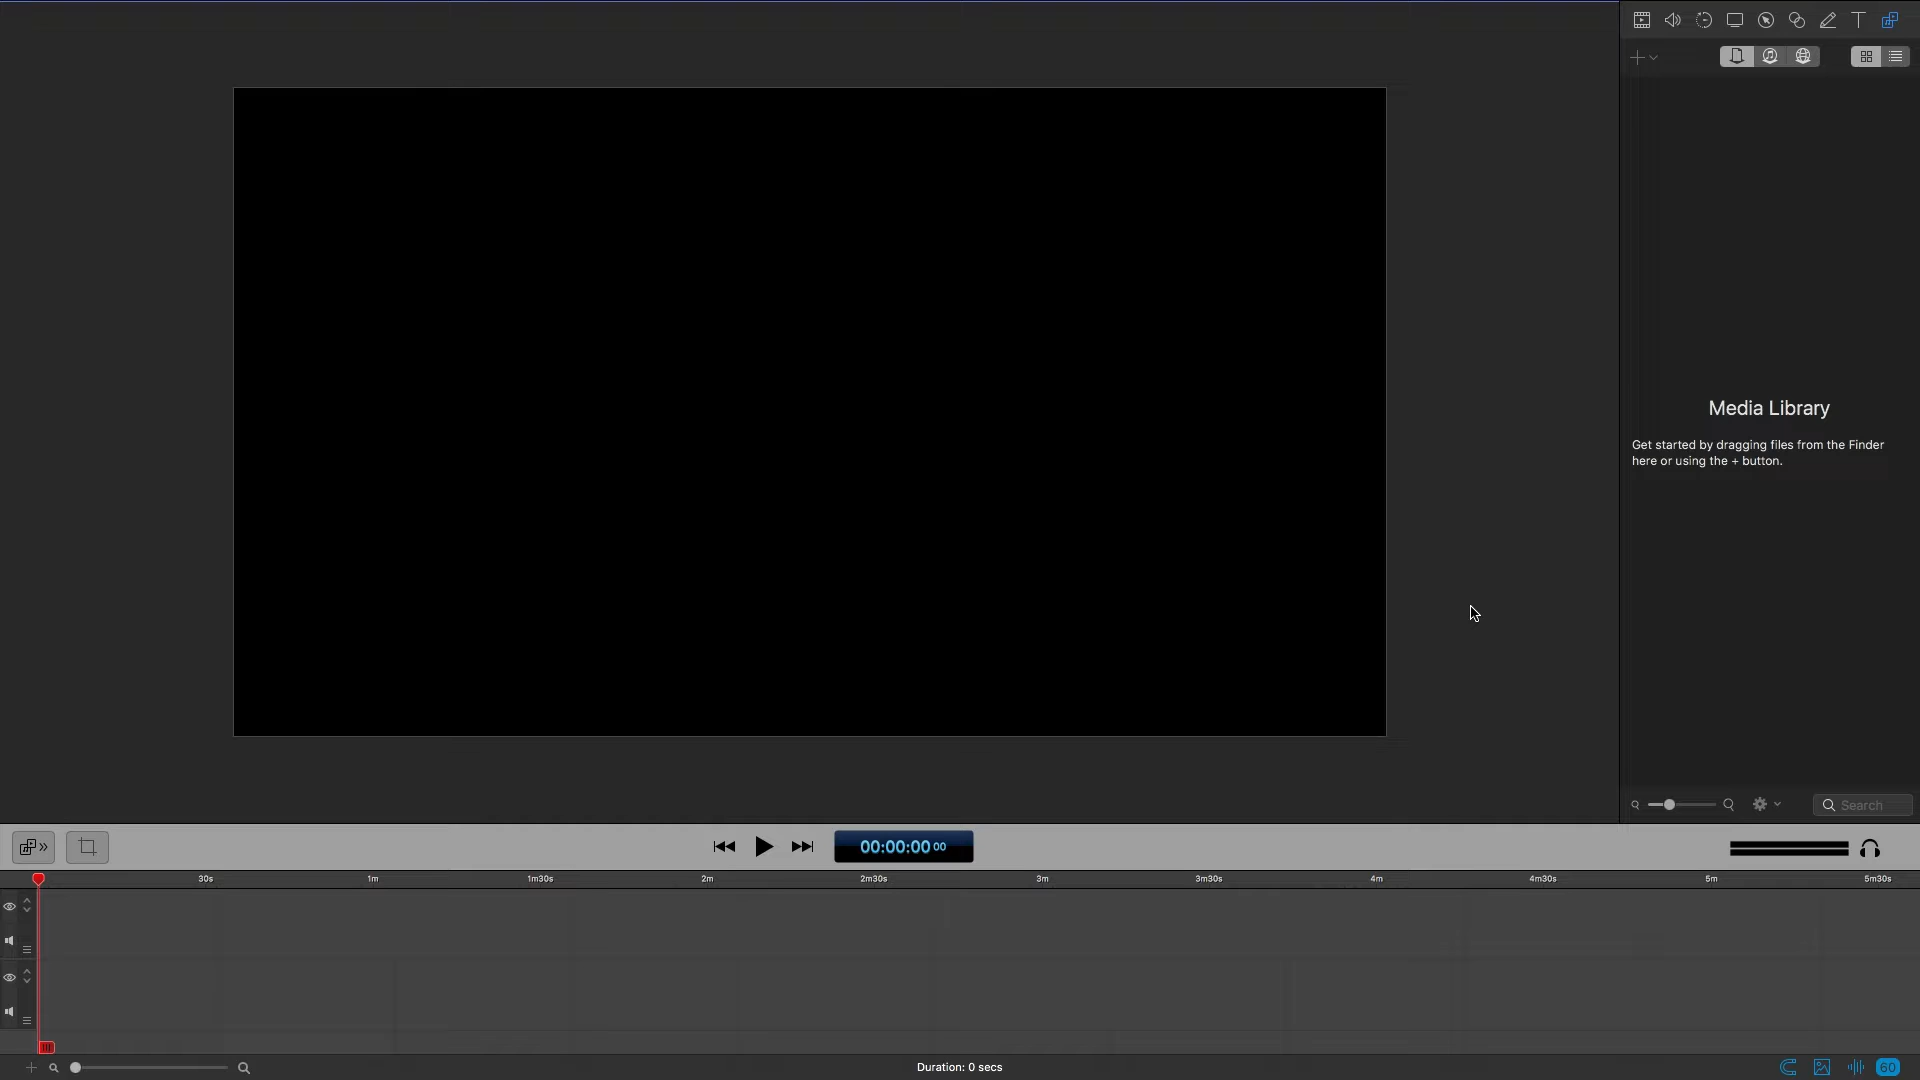 Media Library
Get started by dragging files from the Finder
here or using the + button.
Search
00:00:00 00
30s 1m 1m30s 2m 2m30s 3m 3m30s 4m 4m30s 5m 5m30s
Duration: 0 secs
60